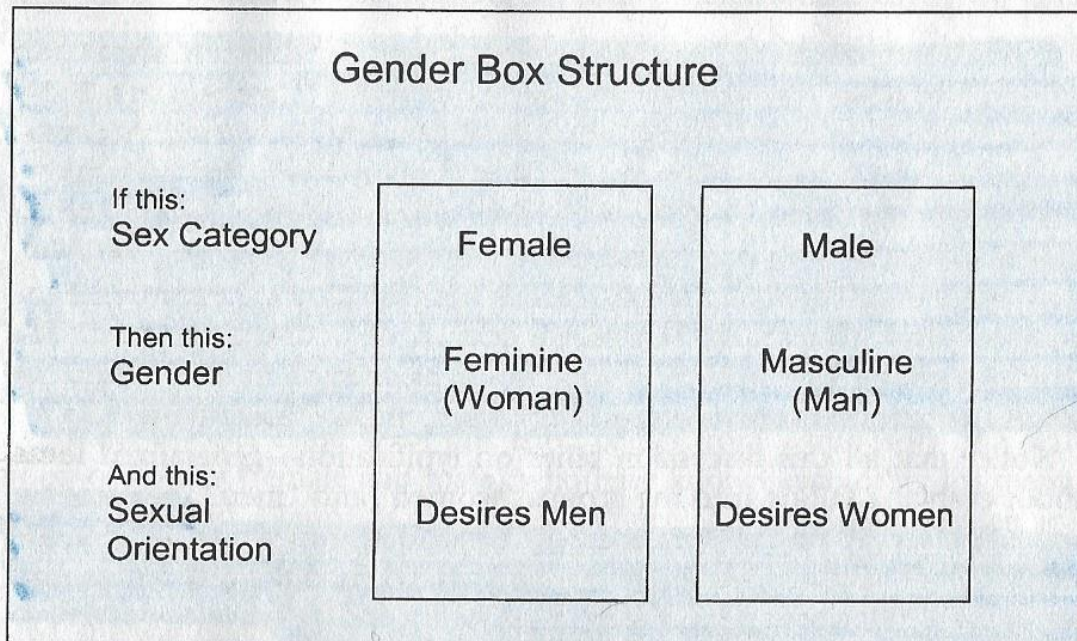 Gender Box Structure
If this:
Sex Category
Female
Male
Then this:
Gender
Feminine
(Woman)
Masculine
(Man)
And this:
Sexual
Orientation
Desires Men
Desires Women